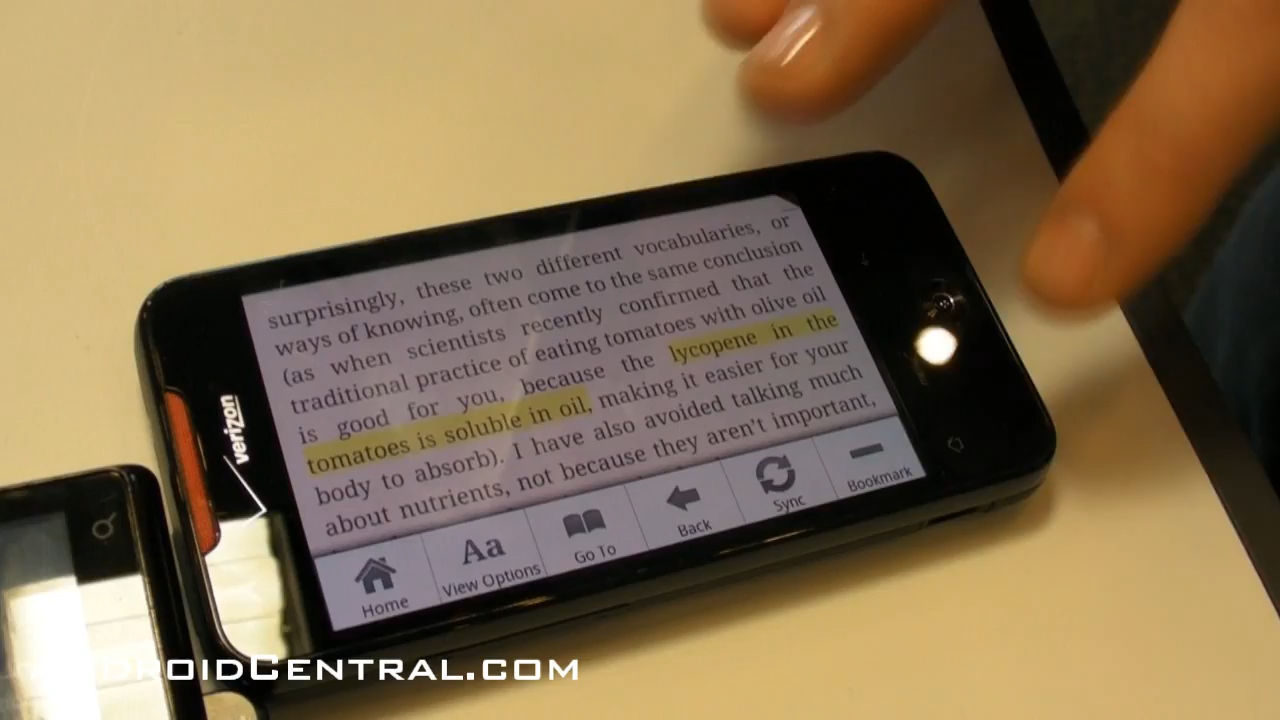 surprisingly, these two different vocabularies, or
ways of knowing, often come to the same conclusion
(as when scientists recently confirmed that the
traditional practice of eating tomatoes with olive oil
is good for you, because the lycopene in the
tomatoes is soluble in oil, making it easier for your
body to absorb). I have also avoided talking much
about nutrients, not because they aren't important,
Home
View Options
Go To
Back
Sync
Bookmark
Aa
verizon
ANDROIDCENTRAL.COM